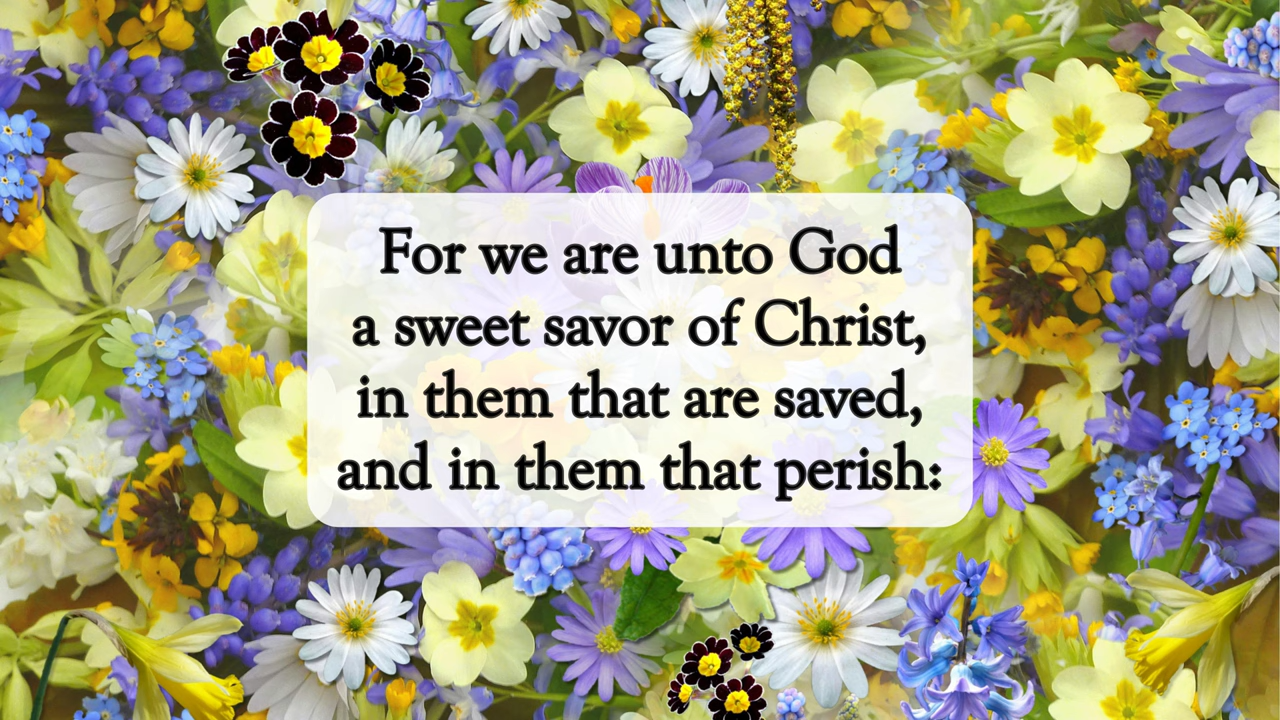 For we are unto God
a sweet savor of Christ,
in them that are saved,
and in them that perish: